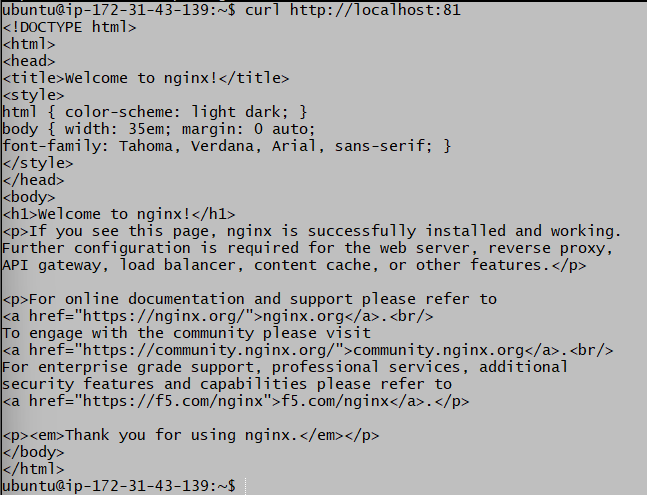 ubuntu@ip-172-31-43-139:~$ curl http://localhost:81
<!DOCTYPE html>
<html>
<head>
<title>Welcome to nginx!</title>
<style>
html { color-scheme: light dark; }
body { width: 35em; margin: 0 auto;
font-family: Tahoma, Verdana, Arial, sans-serif; }
</style>
</head>
<body>
<h1>Welcome to nginx!</h1>
<p>If you see this page, nginx is successfully installed and working.
Further configuration is required for the web server, reverse proxy,
API gateway, load balancer, content cache, or other features.</p>

<p>For online documentation and support please refer to
<a href="https://nginx.org/">nginx.org</a>.<br/>
To engage with the community please visit
<a href="https://community.nginx.org/">community.nginx.org</a>.<br/>
For enterprise grade support, professional services, additional
security features and capabilities please refer to
<a href="https://f5.com/nginx">f5.com/nginx</a>.</p>

<p><em>Thank you for using nginx.</em></p>
</body>
</html>
ubuntu@ip-172-31-43-139:~$